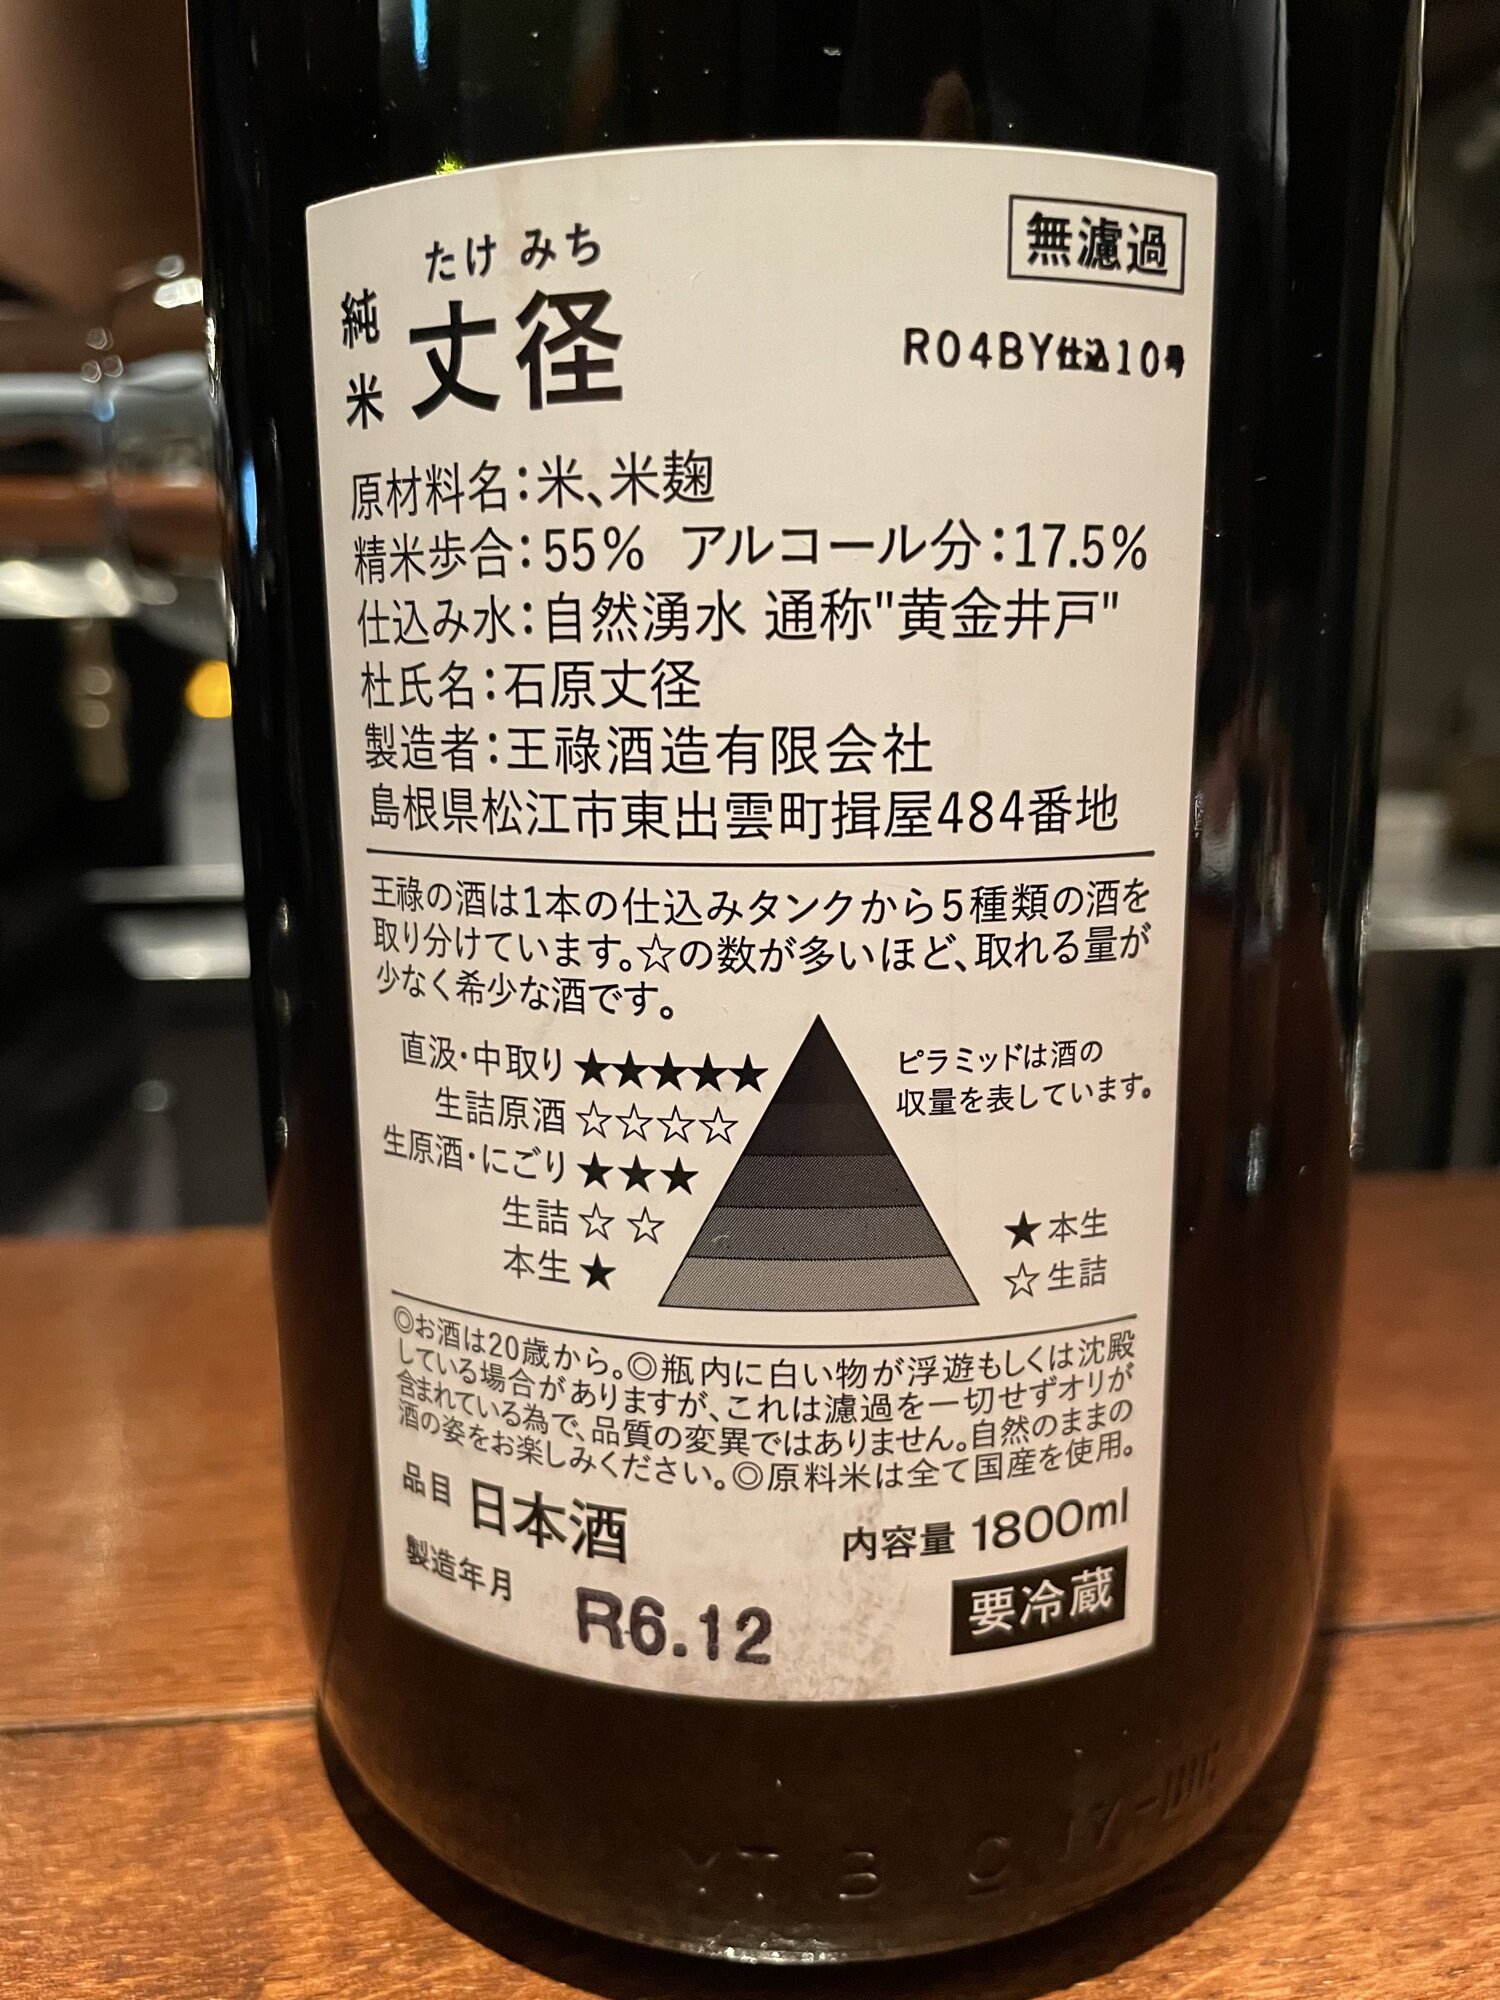 無濾過
たけ みち
純米 丈径
R04BY仕込10号
原材料名：米、米麹
精米歩合：55% アルコール分：17.5%
仕込み水：自然湧水 通称"黄金井戸"
杜氏名：石原丈径
製造者：王祿酒造有限会社
島根県松江市東出雲町揖屋484番地
王祿の酒は1本の仕込みタンクから5種類の酒を
取り分けています。☆の数が多いほど、取れる量が
少なく希少な酒です。
直汲・中取り ★★★★★
生詰原酒 ☆☆☆☆
生原酒・にごり ★★★
生詰 ☆☆
本生 ★
ピラミッドは酒の
収量を表しています。
★ 本生
☆ 生詰
◎お酒は20歳から。◎瓶内に白い物が浮遊もしくは沈殿
している場合がありますが、これは濾過を一切せずオリが
含まれている為で、品質の変異ではありません。自然のままの
酒の姿をお楽しみください。◎原料米は全て国産を使用。
品目 日本酒
内容量 1800ml
製造年月 R6.12
要冷蔵